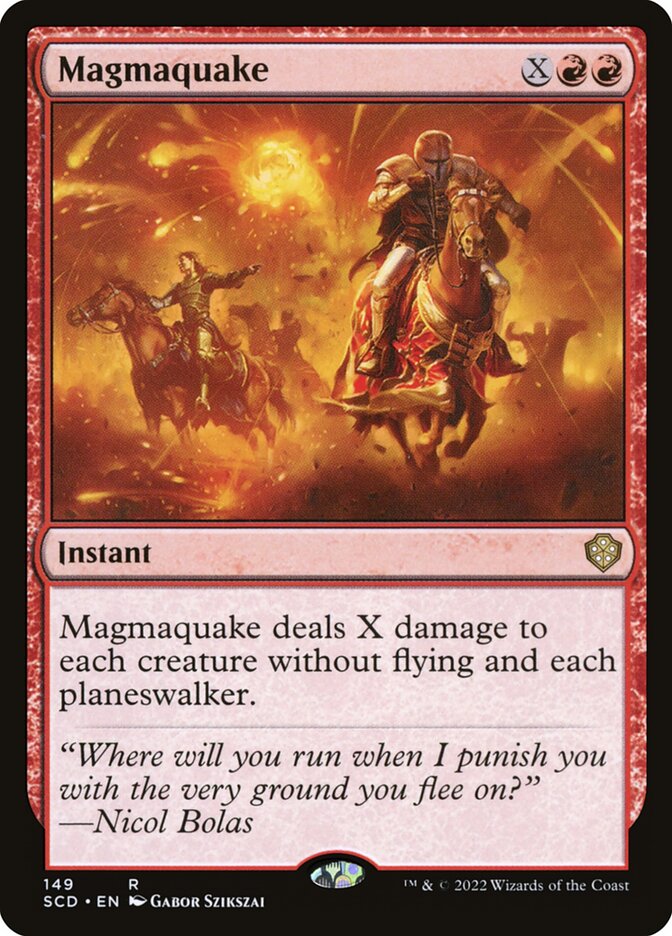 Magmaquake X
Instant
Magmaquake deals X damage to
each creature without flying and each
planeswalker.
“Where will you run when I punish you
with the very ground you flee on?”
—Nicol Bolas
149 R
SCD • EN Gabor Szikszai
™ & © 2022 Wizards of the Coast